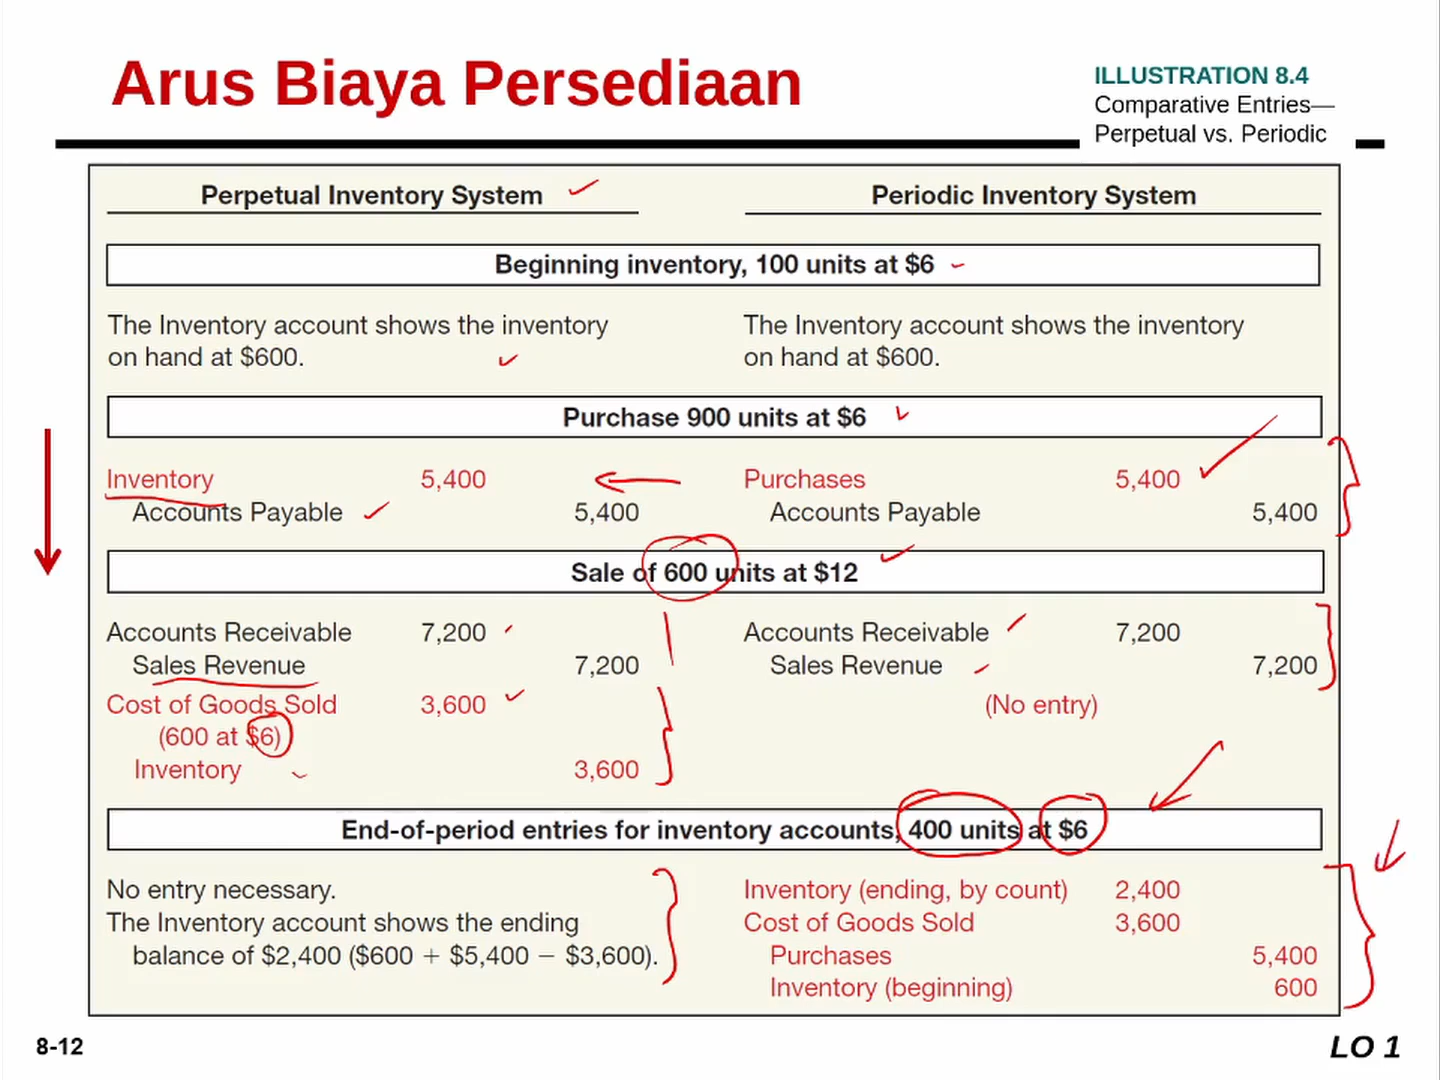 Arus Biaya Persediaan
ILLUSTRATION 8.4
Comparative Entries—
Perpetual vs. Periodic
Perpetual Inventory System Periodic Inventory System
Beginning inventory, 100 units at $6
The Inventory account shows the inventory
on hand at $600.
The Inventory account shows the inventory
on hand at $600.
Purchase 900 units at $6
Inventory 5,400
Accounts Payable 5,400
Purchases 5,400
Accounts Payable 5,400
Sale of 600 units at $12
Accounts Receivable 7,200
Sales Revenue 7,200
Cost of Goods Sold 3,600
(600 at $6)
Inventory 3,600
Accounts Receivable 7,200
Sales Revenue 7,200
(No entry)
End-of-period entries for inventory accounts, 400 units at $6
No entry necessary.
The Inventory account shows the ending
balance of $2,400 ($600 + $5,400 − $3,600).
Inventory (ending, by count) 2,400
Cost of Goods Sold 3,600
Purchases 5,400
Inventory (beginning) 600
8-12
LO 1